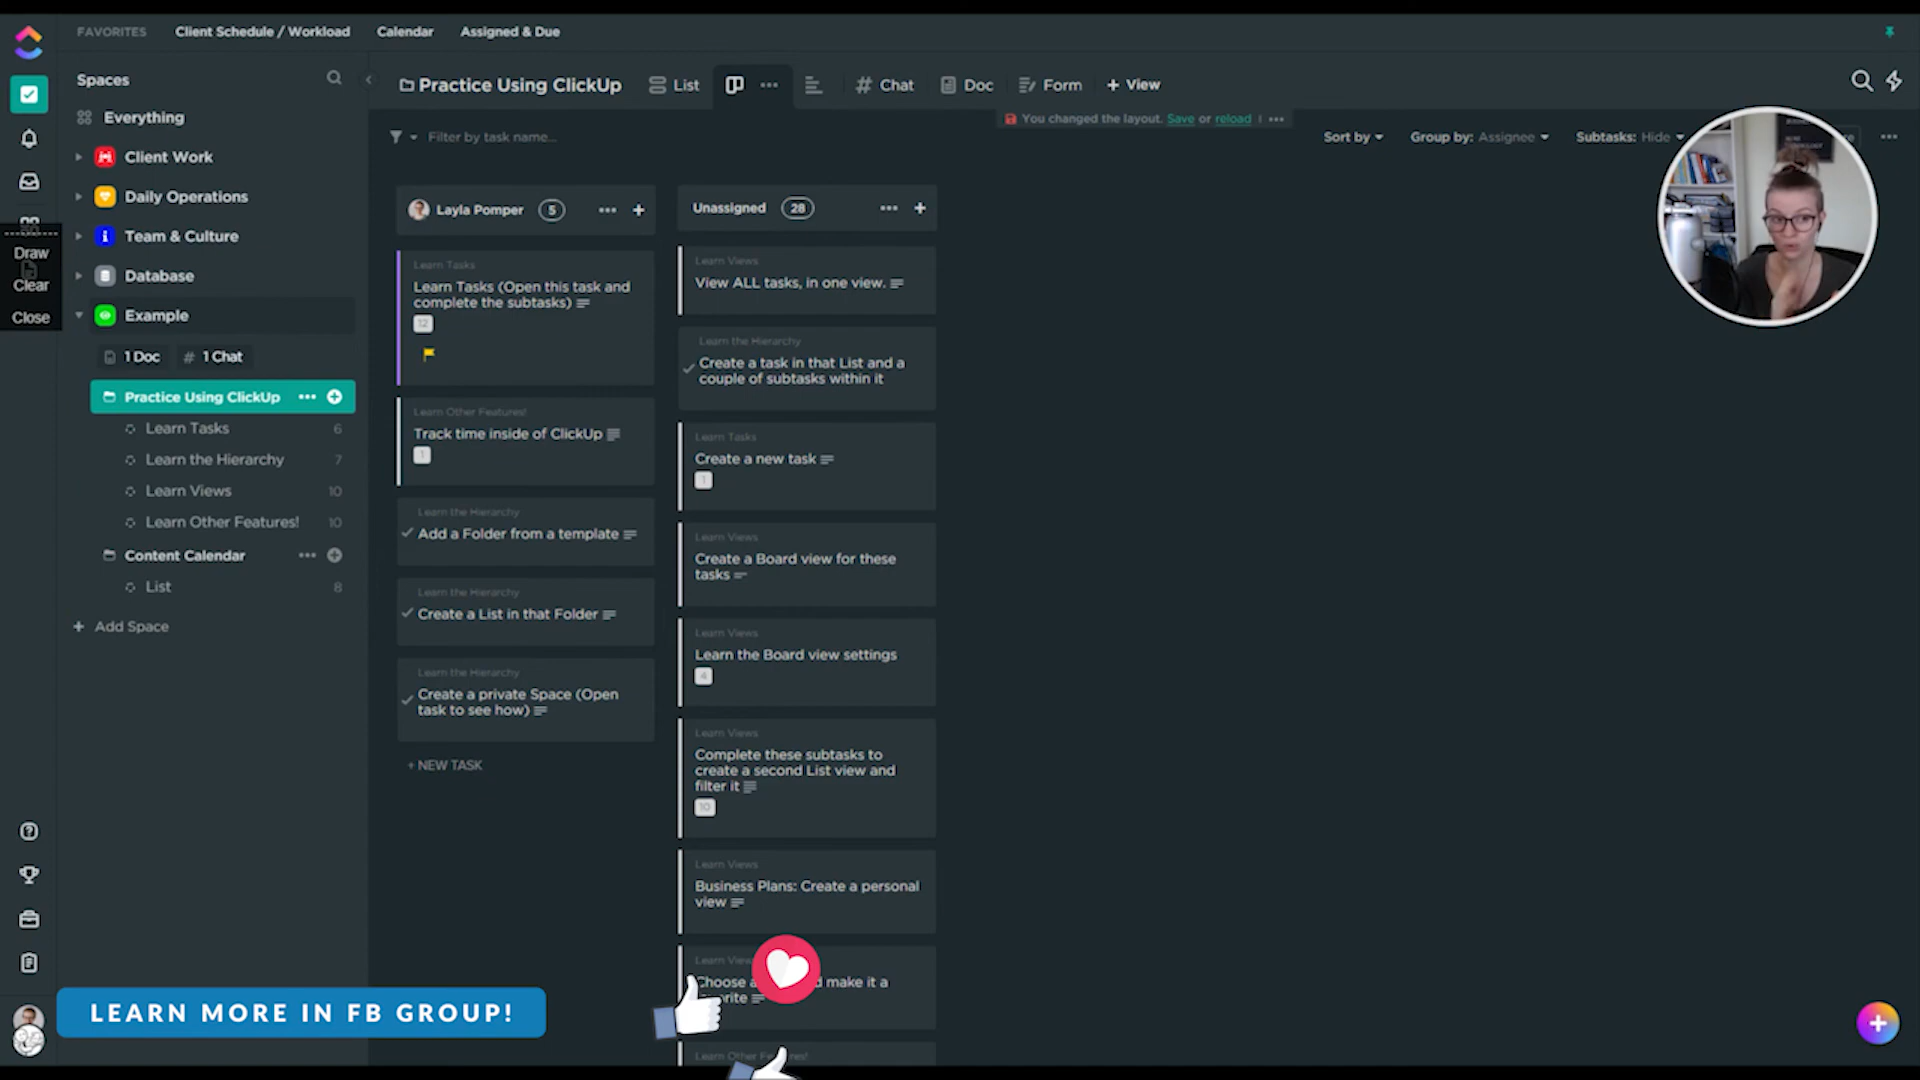 FAVORITES Client Schedule / Workload Calendar Assigned & Due
Spaces
Everything
Client Work
Daily Operations
Team & Culture
Database
Example
1 Doc # 1 Chat
Practice Using ClickUp
Learn Tasks 6
Learn the Hierarchy 7
Learn Views 10
Learn Other Features! 10
Content Calendar
List 8
+ Add Space
Draw
Clear
Close
Practice Using ClickUp List # Chat Doc Form + View
You changed the layout. Save or reload
Filter by task name...
Sort by Group by: Assignee Subtasks: Hide
Layla Pomper 5
Learn Tasks
Learn Tasks (Open this task and
complete the subtasks)
12
Learn Other Features!
Track time inside of ClickUp
1
Learn the Hierarchy
Add a Folder from a template
Learn the Hierarchy
Create a List in that Folder
Learn the Hierarchy
Create a private Space (Open
task to see how)
+ NEW TASK
Unassigned 28
Learn Views
View ALL tasks, in one view.
Learn the Hierarchy
Create a task in that List and a
couple of subtasks within it
Learn Tasks
Create a new task
1
Learn Views
Create a Board view for these
tasks
Learn Views
Learn the Board view settings
4
Learn Views
Complete these subtasks to
create a second List view and
filter it
10
Learn Views
Business Plans: Create a personal
view
Learn
Choose make it a
Learn Other
LEARN MORE IN FB GROUP!